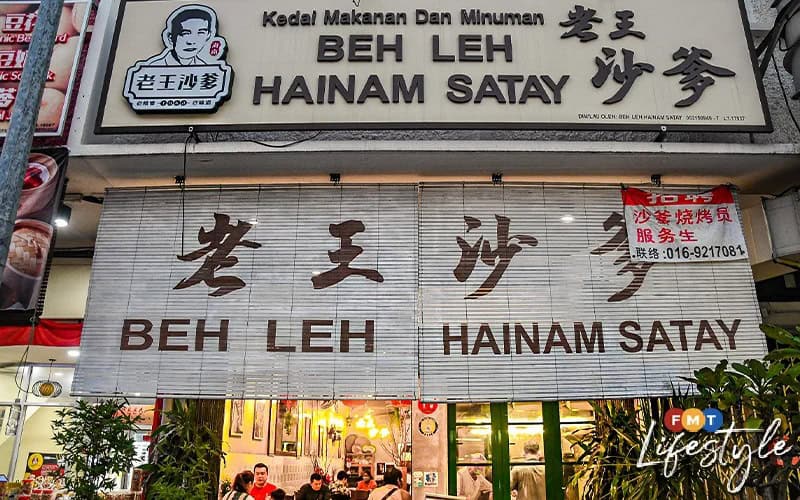 Kedai Makanan Dan Minuman
BEH LEH
HAINAM SATAY
老王
沙爹
老王沙爹
老王 沙爹
BEH LEH HAINAM SATAY
招聘
沙爹烧烤员
服务生
联络:016-9217081
FMT
Lifestyle